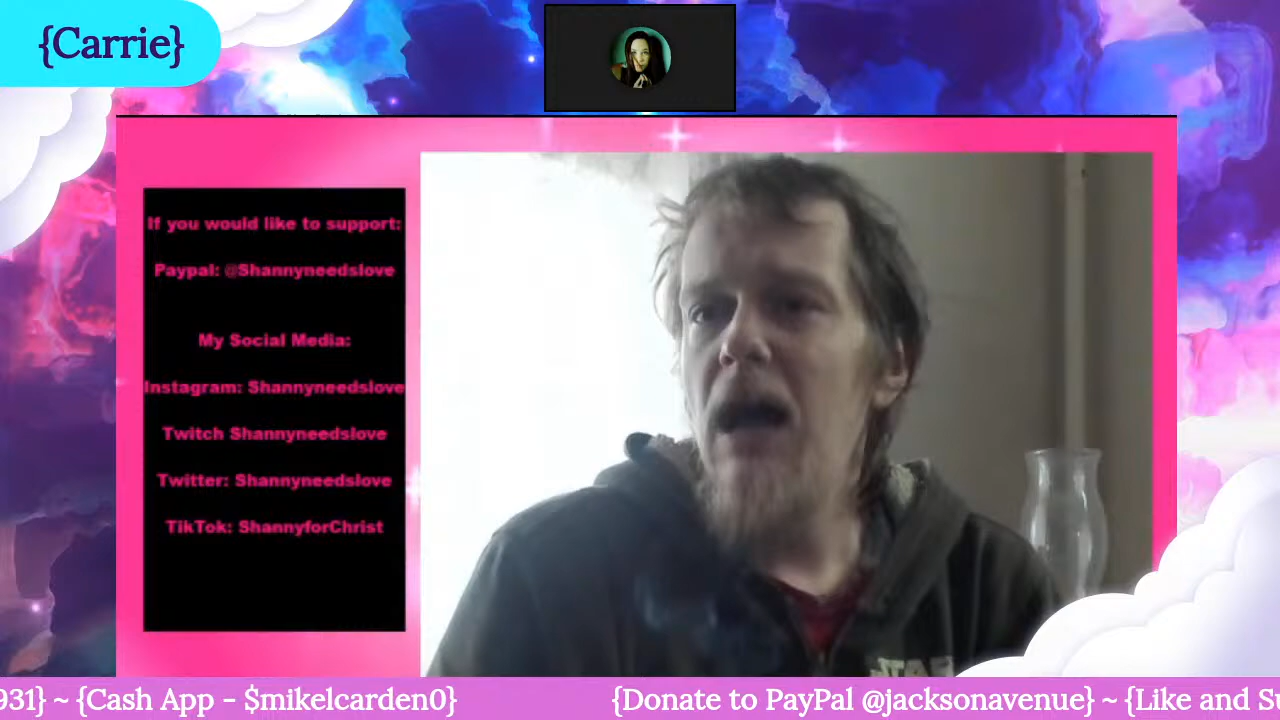 {Carrie}
If you would like to support:
Paypal: @Shannyneedslove
My Social Media:
Instagram: Shannyneedslove
Twitch Shannyneedslove
Twitter: Shannyneedslove
TikTok: ShannyforChrist
931} ~ {Cash App - $mikelcarden0} {Donate to PayPal @jacksonavenue} ~ {Like and Su